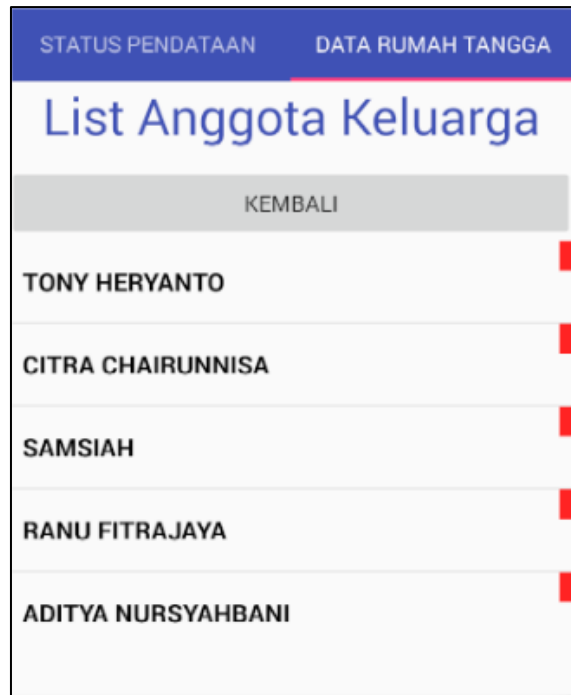 STATUS PENDATAAN DATA RUMAH TANGGA
List Anggota Keluarga
KEMBALI
TONY HERYANTO
CITRA CHAIRUNNISA
SAMSIAH
RANU FITRAJAYA
ADITYA NURSYAHBANI